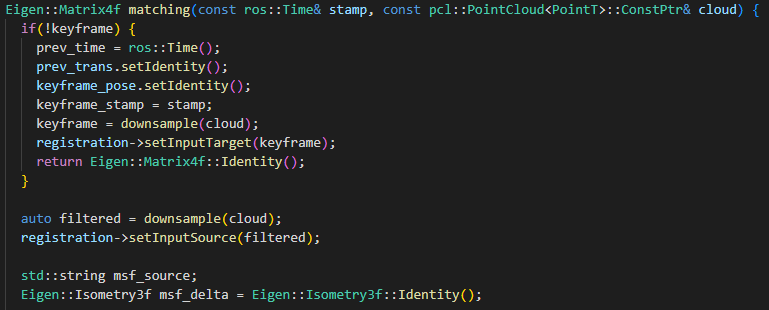 Eigen::Matrix4f matching(const ros::Time& stamp, const pcl::PointCloud<PointT>::ConstPtr& cloud) {
  if(!keyframe) {
    prev_time = ros::Time();
    prev_trans.setIdentity();
    keyframe_pose.setIdentity();
    keyframe_stamp = stamp;
    keyframe = downsample(cloud);
    registration->setInputTarget(keyframe);
    return Eigen::Matrix4f::Identity();
  }

  auto filtered = downsample(cloud);
  registration->setInputSource(filtered);

  std::string msf_source;
  Eigen::Isometry3f msf_delta = Eigen::Isometry3f::Identity();